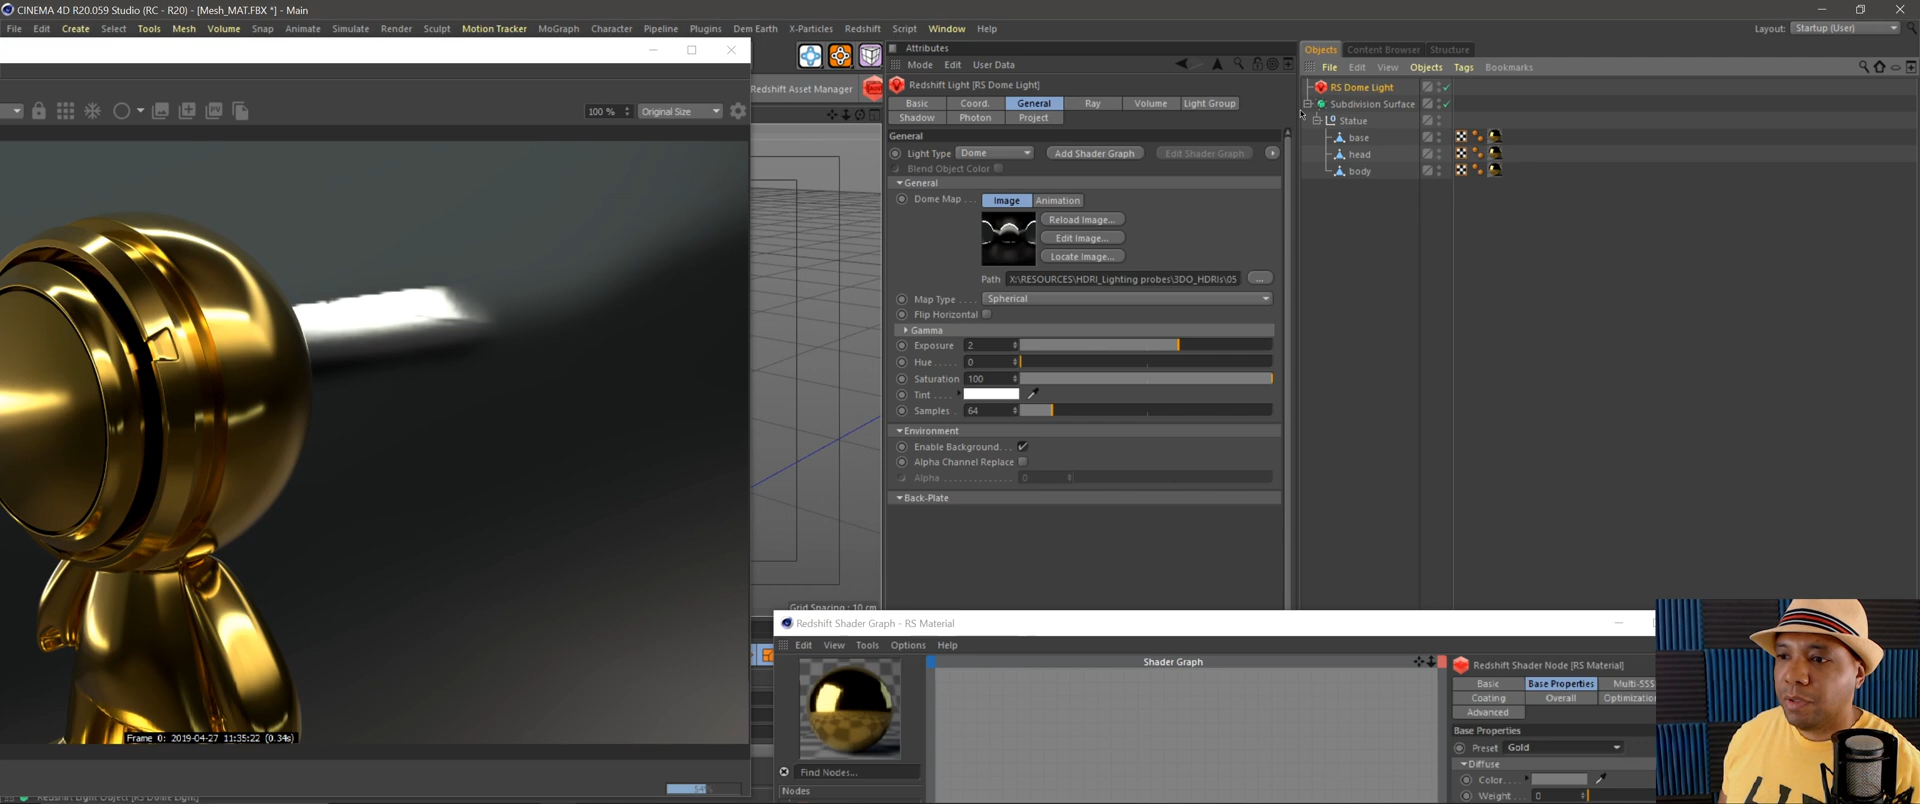 CINEMA 4D R20.059 Studio (RC - R20) - [Mesh_MAT.FBX *] - Main
File Edit Create Select Tools Mesh Volume Snap Animate Simulate Render Sculpt Motion Tracker MoGraph Character Pipeline Plugins Dem Earth X-Particles Redshift Script Window Help
Layout: Startup (User)
Attributes
Mode Edit User Data
Objects Content Browser Structure
File Edit View Objects Tags Bookmarks
Redshift Asset Manager
100 % Original Size
Redshift Light [RS Dome Light]
Basic Coord. General Ray Volume Light Group
Shadow Photon Project
General
Light Type Dome Add Shader Graph Edit Shader Graph
Blend Object Color
General
Dome Map . . . Image Animation
Reload Image...
Edit Image...
Locate Image...
Path X:\RESOURCES\HDRI_Lighting probes\3DO_HDRIs\05 ...
Map Type . . . . Spherical
Flip Horizontal
Gamma
Exposure 2
Hue. . . . . 0
Saturation 100
Tint . . . .
Samples . 64
Environment
Enable Background. . .
Alpha Channel Replace
Alpha . . . . . . . . . . . . . . 0
Back-Plate
RS Dome Light
Subdivision Surface
Statue
base
head
body
Grid Spacing : 10 cm
Frame 0: 2019-04-27 11:35:22 (0.34s)
Redshift Shader Graph - RS Material
Edit View Tools Options Help
Shader Graph
Find Nodes...
Nodes
Redshift Shader Node [RS Material]
Basic Base Properties Multi-SSS
Coating Overall Optimization
Advanced
Base Properties
Preset Gold
Diffuse
Color. . .
Weight . . 0
Redshift Light Object [RS Dome Light]